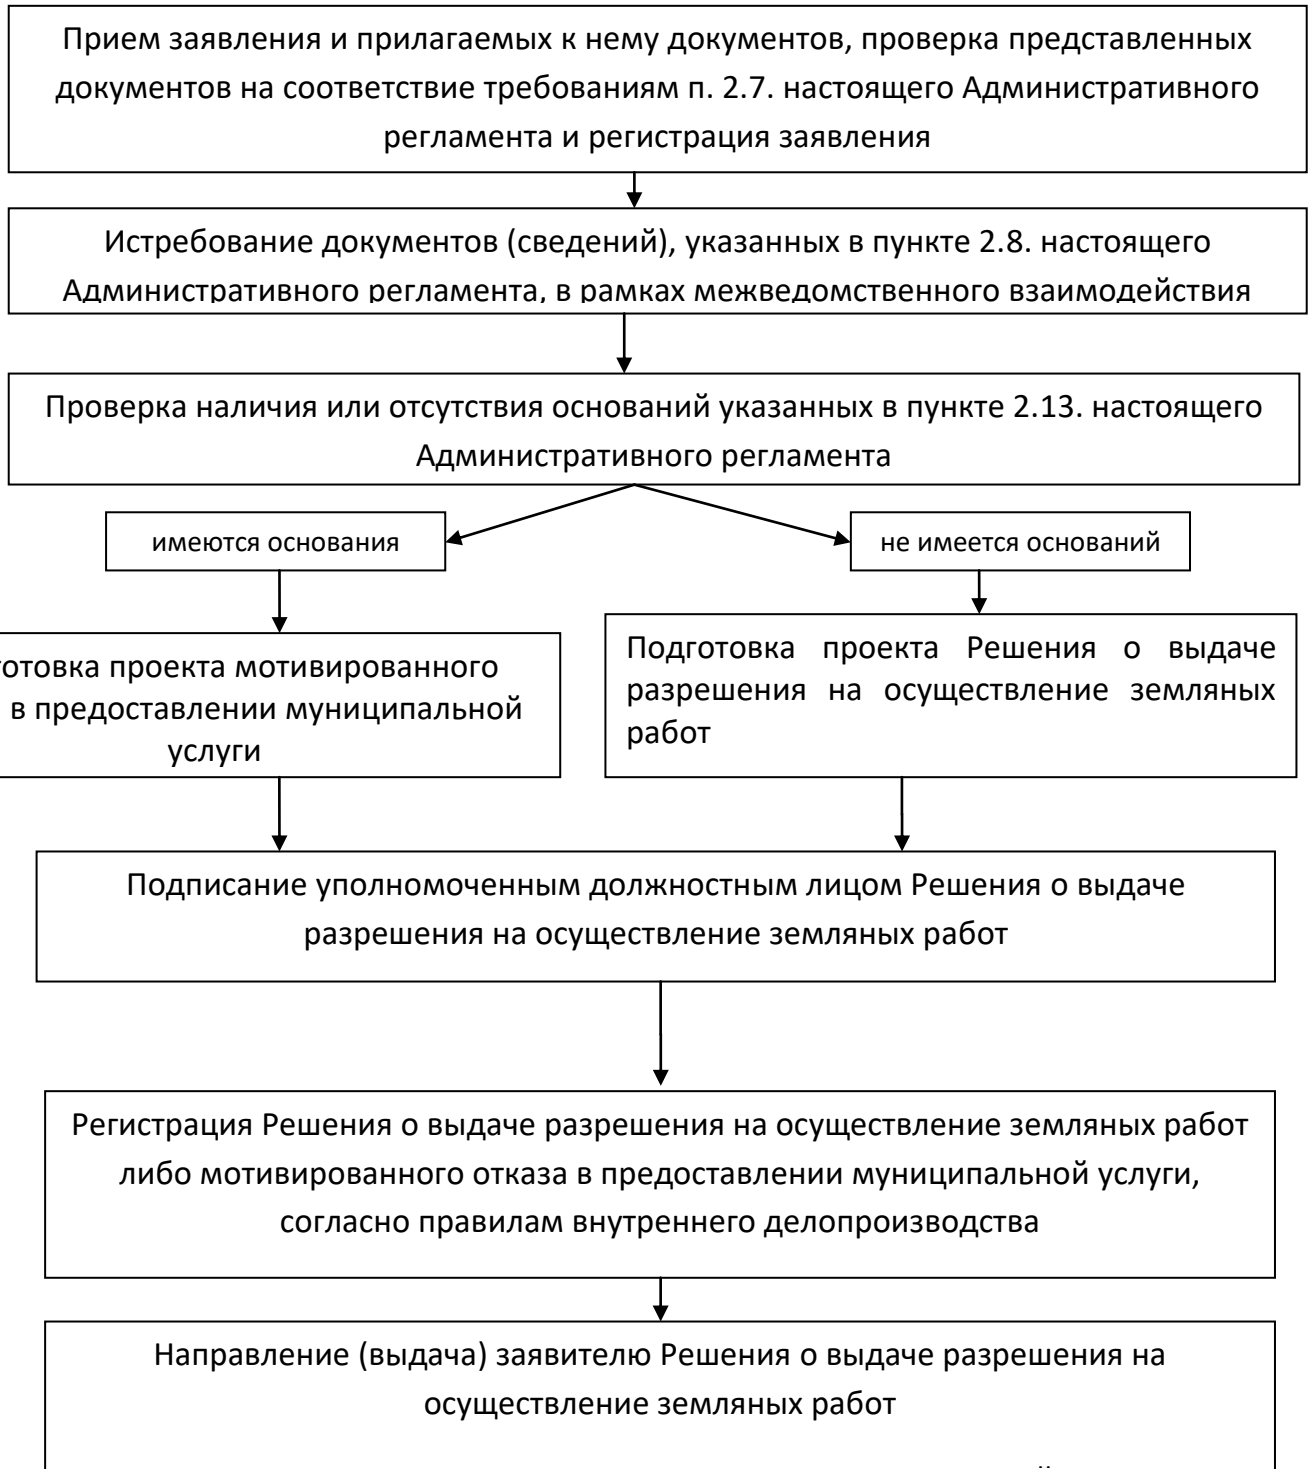 Прием заявления и прилагаемых к нему документов, проверка представленных
документов на соответствие требованиям п. 2.7. настоящего Административного
регламента и регистрация заявления
Истребование документов (сведений), указанных в пункте 2.8. настоящего
Административного регламента, в рамках межведомственного взаимодействия
Проверка наличия или отсутствия оснований указанных в пункте 2.13. настоящего
Административного регламента
имеются основания
не имеется оснований
готовка проекта мотивированного
в предоставлении муниципальной
услуги
Подготовка проекта Решения о выдаче
разрешения на осуществление земляных
работ
Подписание уполномоченным должностным лицом Решения о выдаче
разрешения на осуществление земляных работ
Регистрация Решения о выдаче разрешения на осуществление земляных работ
либо мотивированного отказа в предоставлении муниципальной услуги,
согласно правилам внутреннего делопроизводства
Направление (выдача) заявителю Решения о выдаче разрешения на
осуществление земляных работ